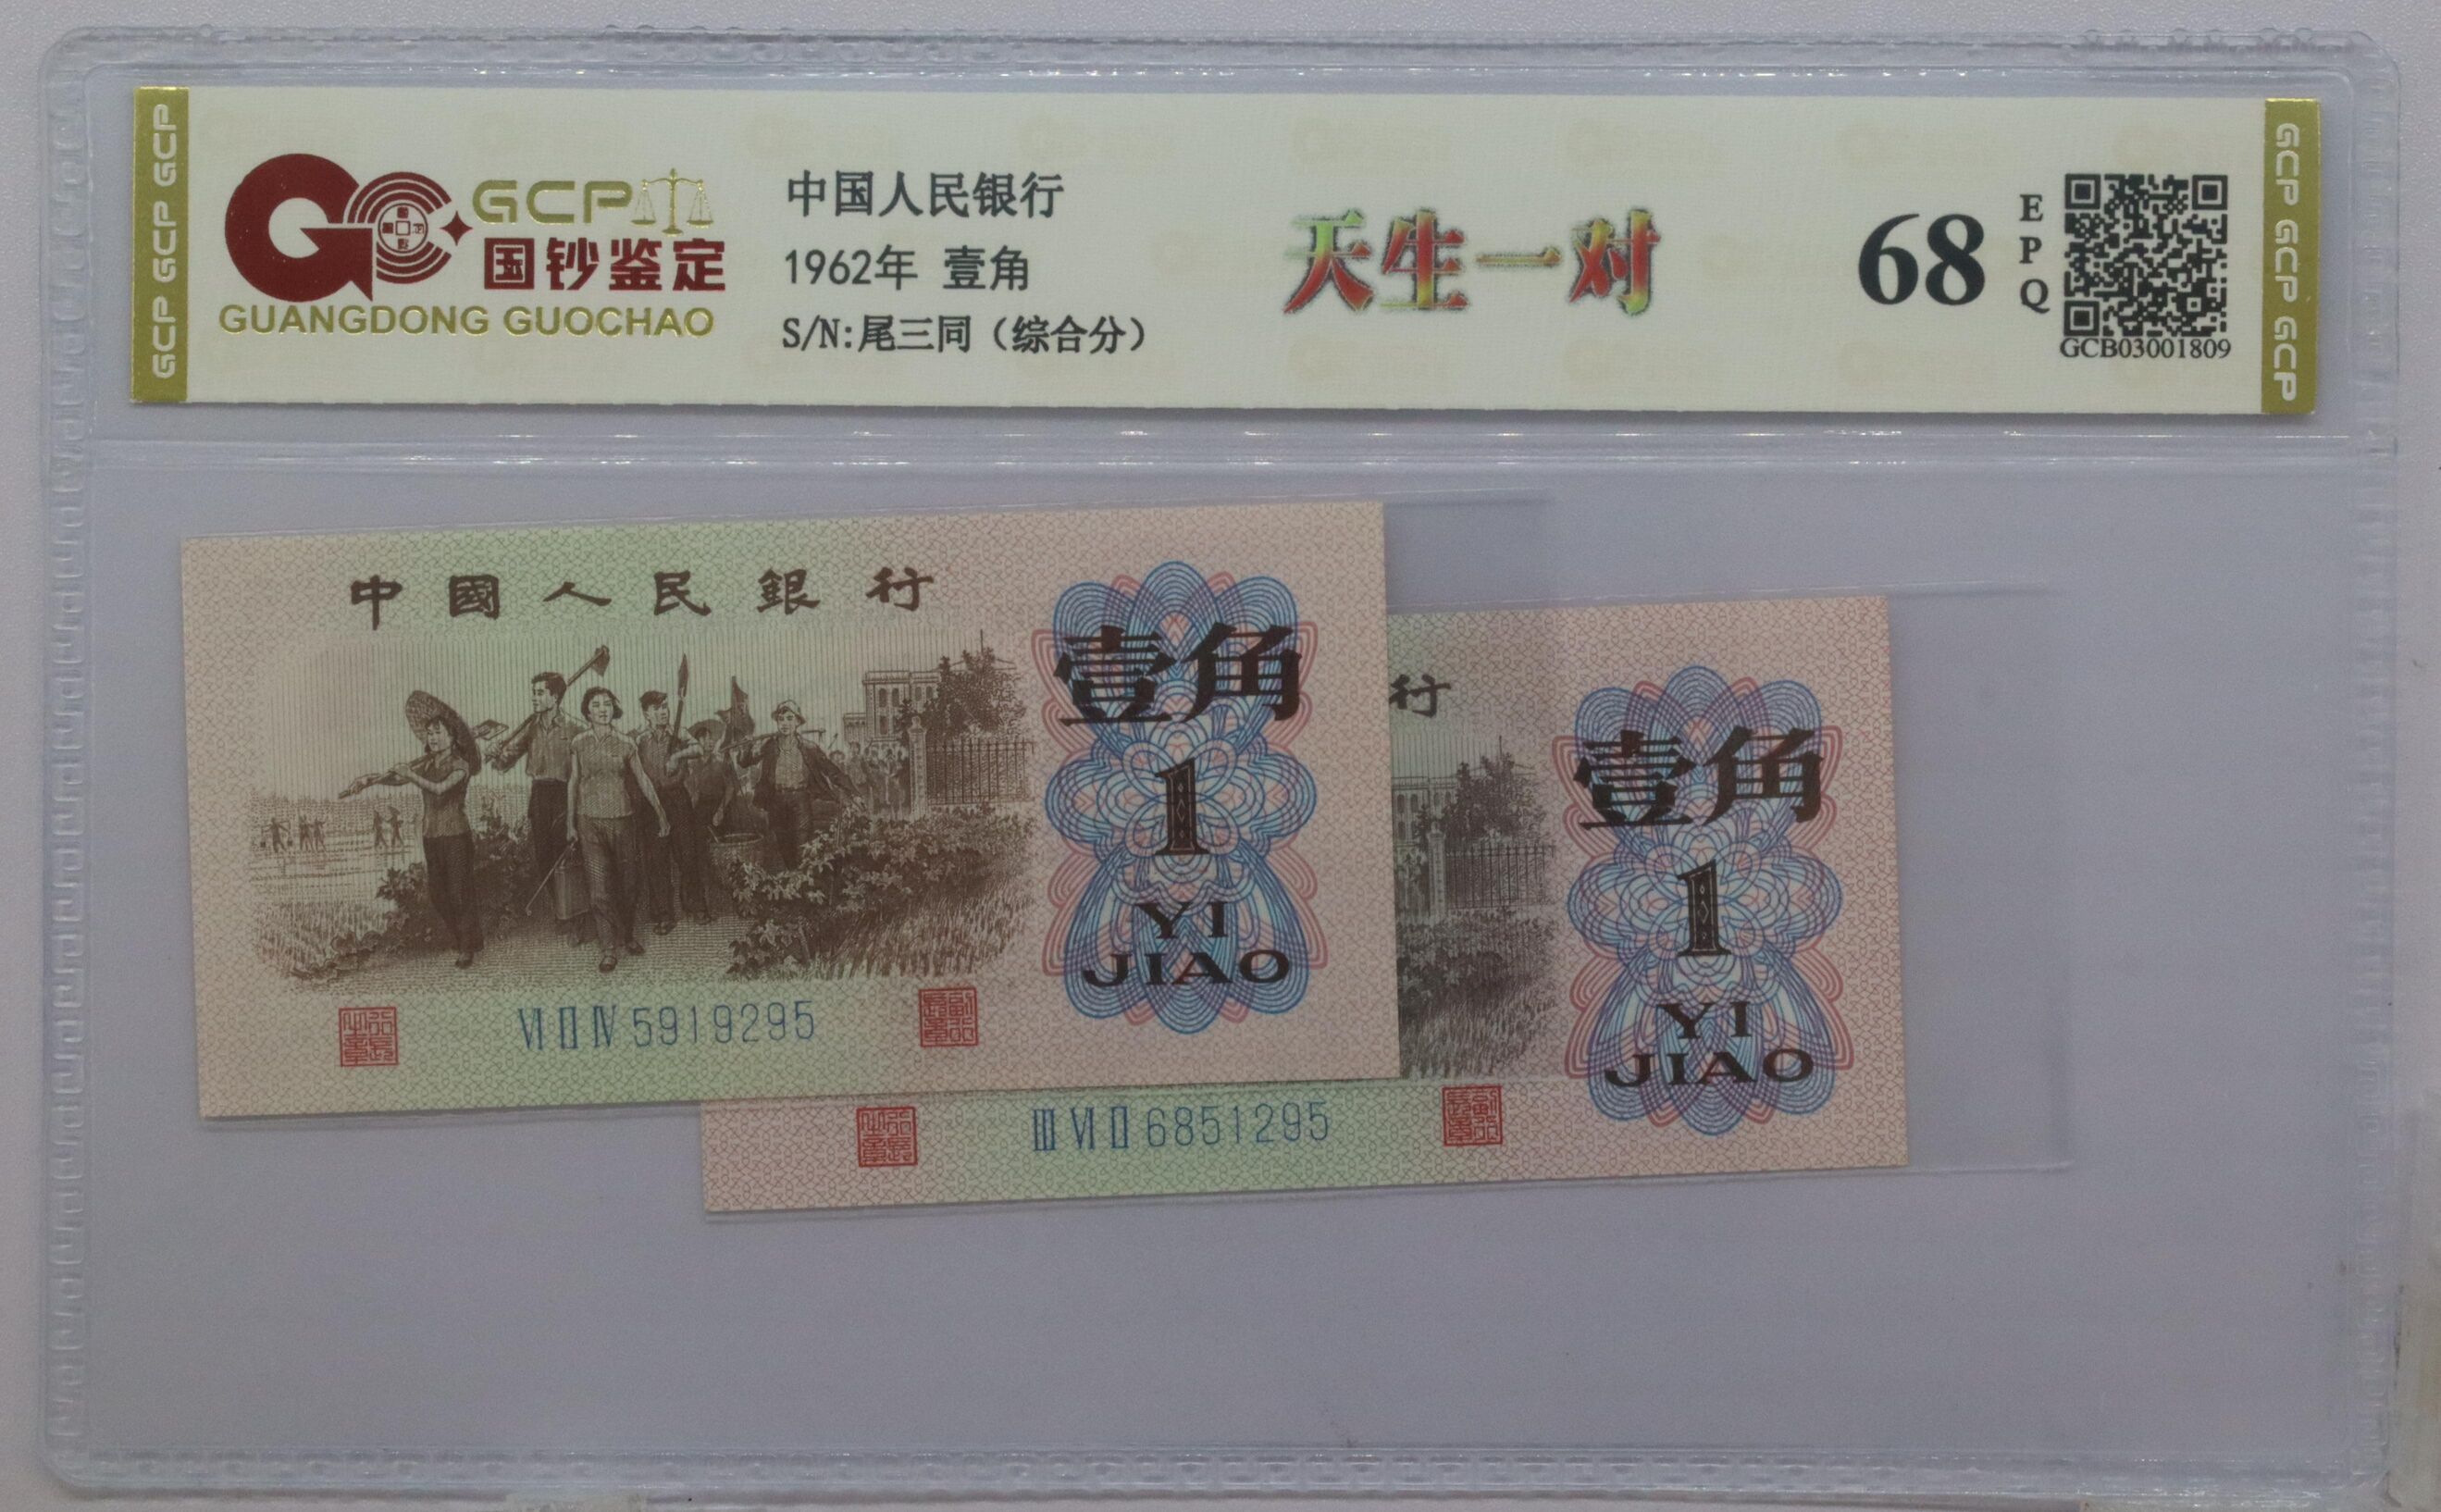 GCP GCP GCP
GCP
国钞鉴定
GUANGDONG GUOCHAO
中国人民银行
1962年 壹角
S/N:尾三同（综合分）
天生一对
68
EPQ
GCB03001809
GCP GCP GCP
中國人民銀行
壹角
1
YI
JIAO
VI II IV 5919295
行
壹角
1
YI
JIAO
III VI II 6851295